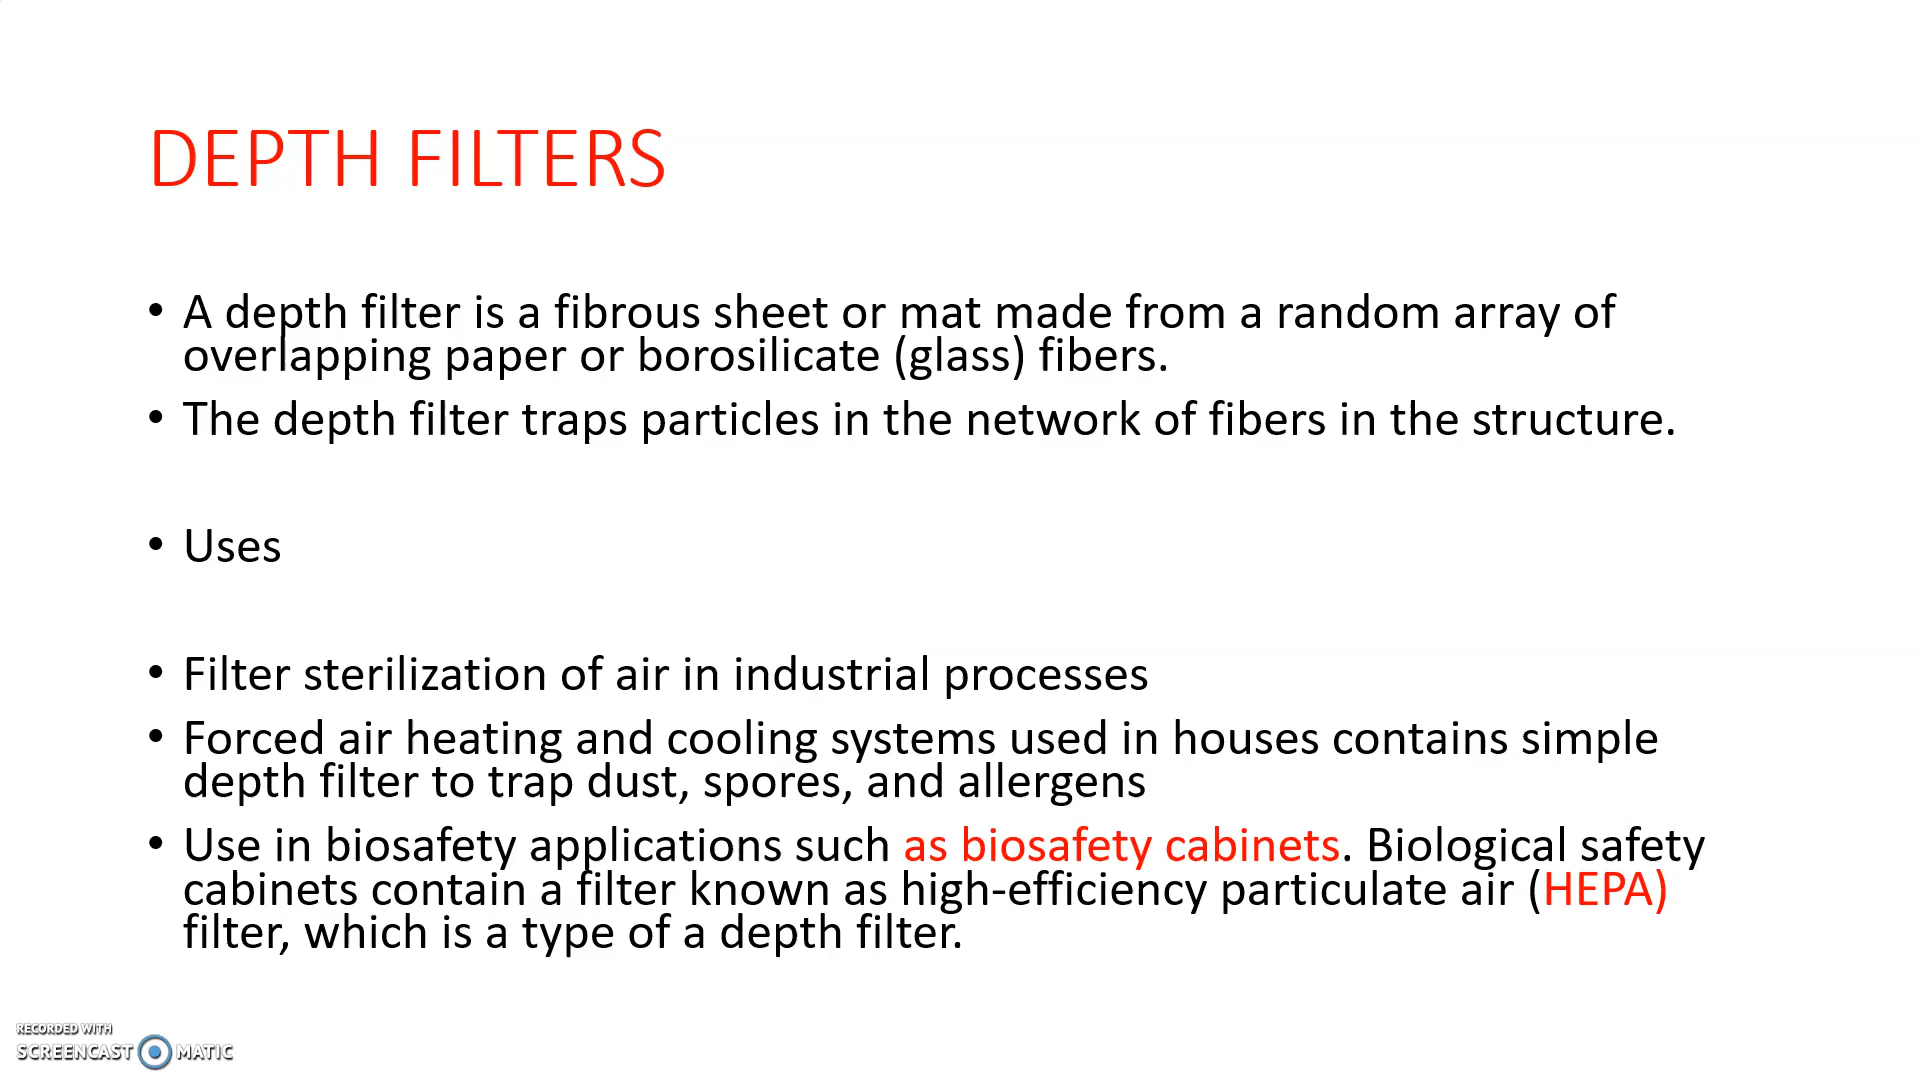 DEPTH FILTERS
• A depth filter is a fibrous sheet or mat made from a random array of
overlapping paper or borosilicate (glass) fibers.
• The depth filter traps particles in the network of fibers in the structure.
• Uses
• Filter sterilization of air in industrial processes
• Forced air heating and cooling systems used in houses contains simple
depth filter to trap dust, spores, and allergens
• Use in biosafety applications such as biosafety cabinets. Biological safety
cabinets contain a filter known as high-efficiency particulate air (HEPA)
filter, which is a type of a depth filter.
RECORDED WITH
SCREENCAST MATIC